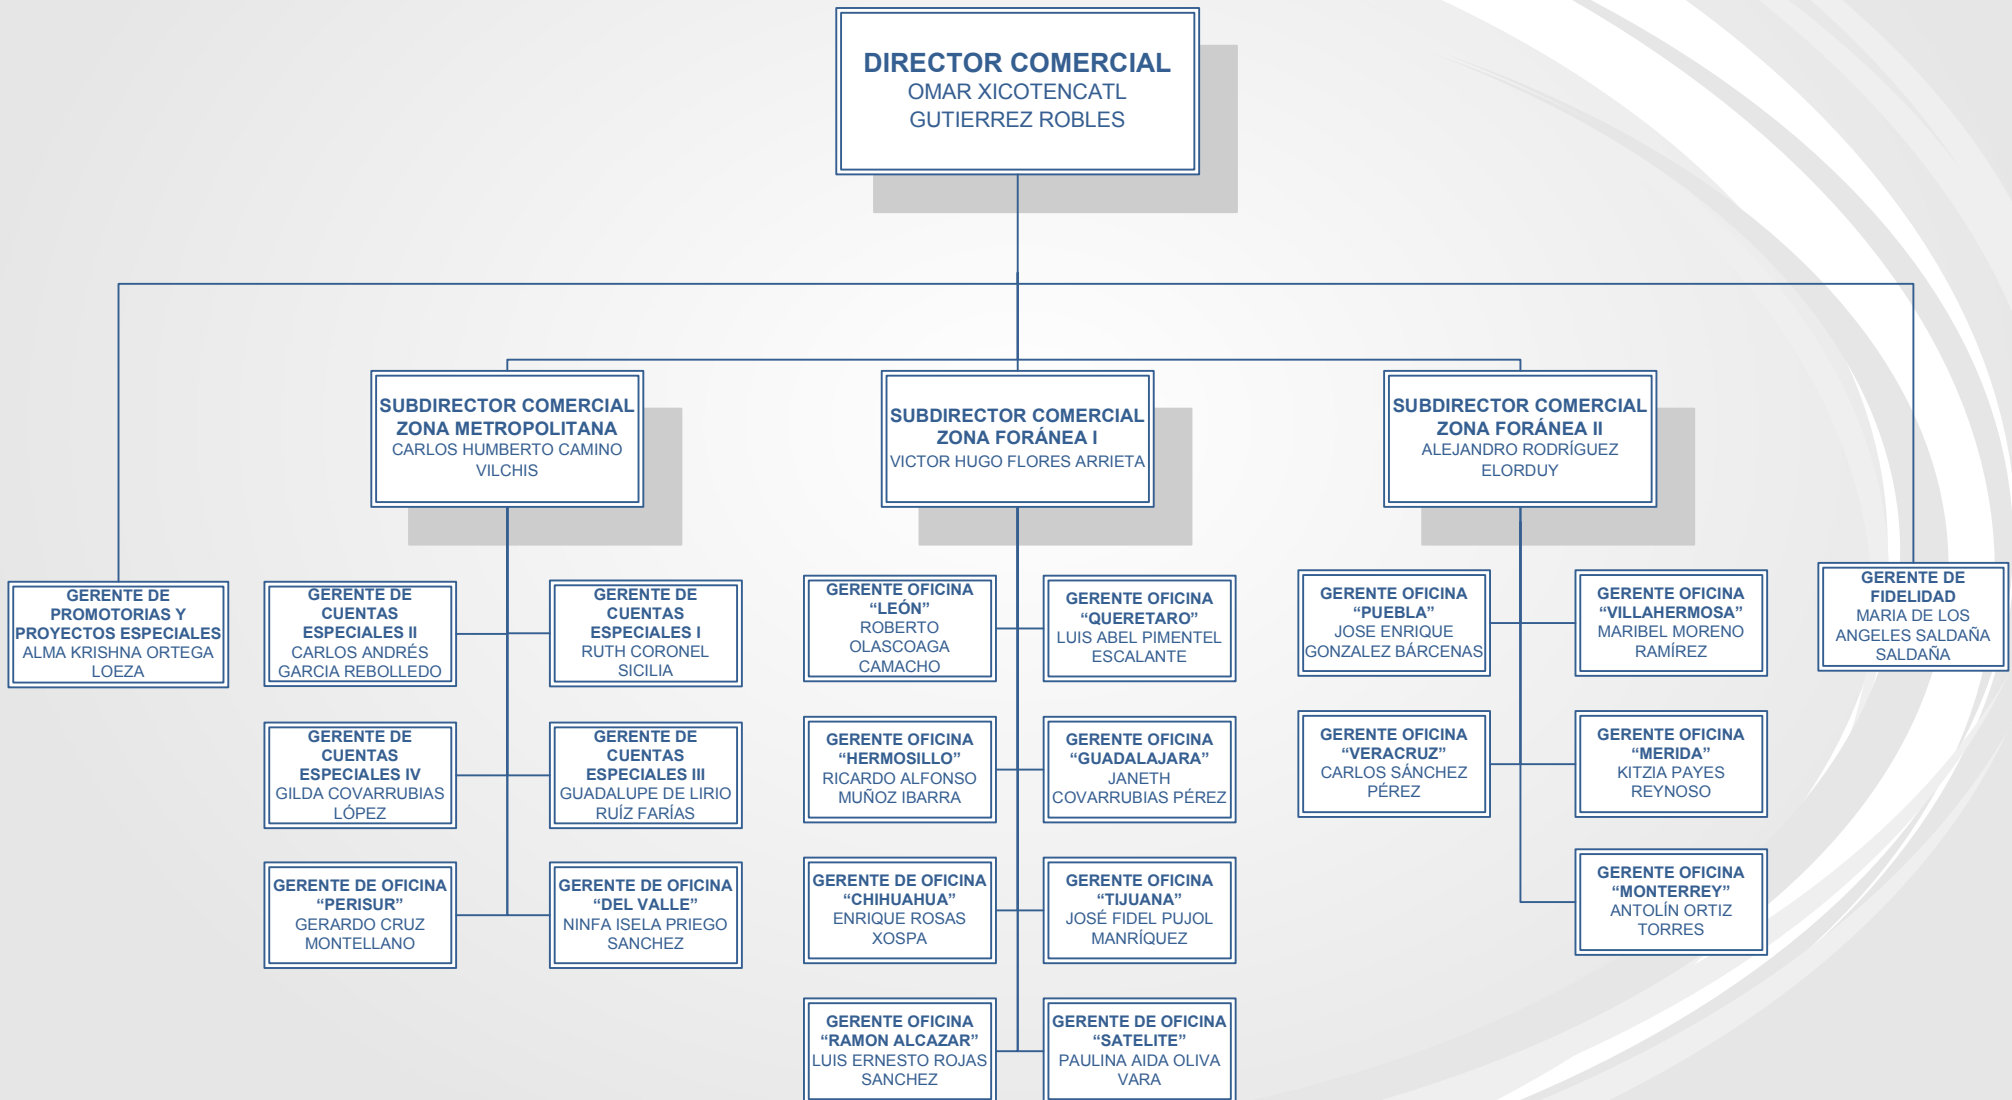 DIRECTOR COMERCIAL
OMAR XICOTENCATL
GUTIERREZ ROBLES
SUBDIRECTOR COMERCIAL
ZONA METROPOLITANA
CARLOS HUMBERTO CAMINO
VILCHIS
SUBDIRECTOR COMERCIAL
ZONA FORÁNEA I
VICTOR HUGO FLORES ARRIETA
SUBDIRECTOR COMERCIAL
ZONA FORÁNEA II
ALEJANDRO RODRÍGUEZ
ELORDUY
GERENTE DE
PROMOTORIAS Y
PROYECTOS ESPECIALES
ALMA KRISHNA ORTEGA
LOEZA
GERENTE DE
CUENTAS
ESPECIALES II
CARLOS ANDRÉS
GARCIA REBOLLEDO
GERENTE DE
CUENTAS
ESPECIALES I
RUTH CORONEL
SICILIA
GERENTE OFICINA
“LEÓN”
ROBERTO
OLASCOAGA
CAMACHO
GERENTE OFICINA
“QUERETARO”
LUIS ABEL PIMENTEL
ESCALANTE
GERENTE OFICINA
“PUEBLA”
JOSE ENRIQUE
GONZALEZ BÁRCENAS
GERENTE OFICINA
“VILLAHERMOSA”
MARIBEL MORENO
RAMÍREZ
GERENTE DE
FIDELIDAD
MARIA DE LOS
ANGELES SALDAÑA
SALDAÑA
GERENTE DE
CUENTAS
ESPECIALES IV
GILDA COVARRUBIAS
LÓPEZ
GERENTE DE
CUENTAS
ESPECIALES III
GUADALUPE DE LIRIO
RUÍZ FARÍAS
GERENTE OFICINA
“HERMOSILLO”
RICARDO ALFONSO
MUÑOZ IBARRA
GERENTE OFICINA
“GUADALAJARA”
JANETH
COVARRUBIAS PÉREZ
GERENTE OFICINA
“VERACRUZ”
CARLOS SÁNCHEZ
PÉREZ
GERENTE OFICINA
“MERIDA”
KITZIA PAYES
REYNOSO
GERENTE DE OFICINA
“PERISUR”
GERARDO CRUZ
MONTELLANO
GERENTE DE OFICINA
“DEL VALLE”
NINFA ISELA PRIEGO
SANCHEZ
GERENTE DE OFICINA
“CHIHUAHUA”
ENRIQUE ROSAS
XOSPA
GERENTE OFICINA
“TIJUANA”
JOSÉ FIDEL PUJOL
MANRÍQUEZ
GERENTE OFICINA
“MONTERREY”
ANTOLÍN ORTIZ
TORRES
GERENTE OFICINA
“RAMON ALCAZAR”
LUIS ERNESTO ROJAS
SANCHEZ
GERENTE DE OFICINA
“SATELITE”
PAULINA AIDA OLIVA
VARA